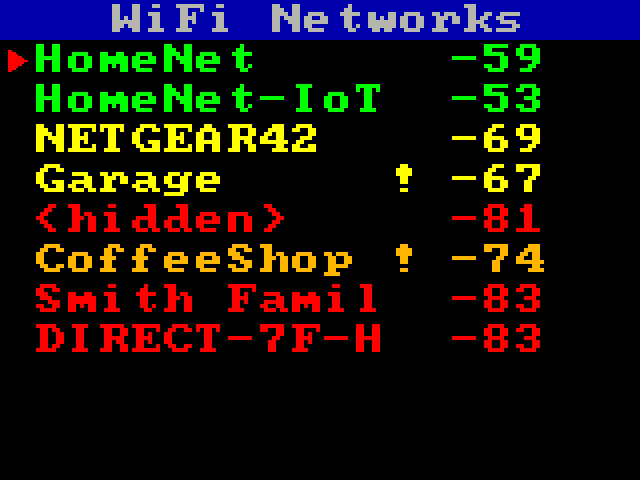 WiFi Networks
HomeNet -59
HomeNet-IoT -53
NETGEAR42 -69
Garage ! -67
<hidden> -81
CoffeeShop ! -74
Smith Famil -83
DIRECT-7F-H -83